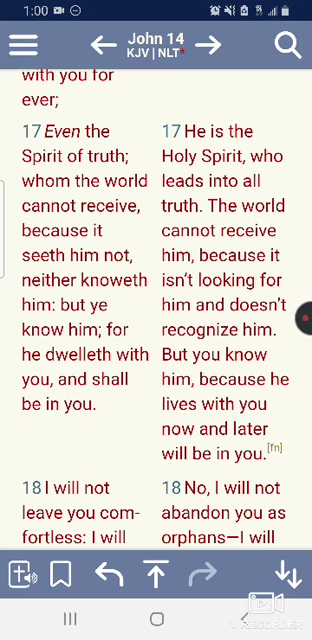 1:00
John 14
KJV | NLT*
with you for
ever;
17 Even the
Spirit of truth;
whom the world
cannot receive,
because it
seeth him not,
neither knoweth
him: but ye
know him; for
he dwelleth with
you, and shall
be in you.
18 I will not
leave you com-
fortless: I will
17 He is the
Holy Spirit, who
leads into all
truth. The world
cannot receive
him, because it
isn't looking for
him and doesn't
recognize him.
But you know
him, because he
lives with you
now and later
will be in you.[fn]
18 No, I will not
abandon you as
orphans—I will
V RECORDER